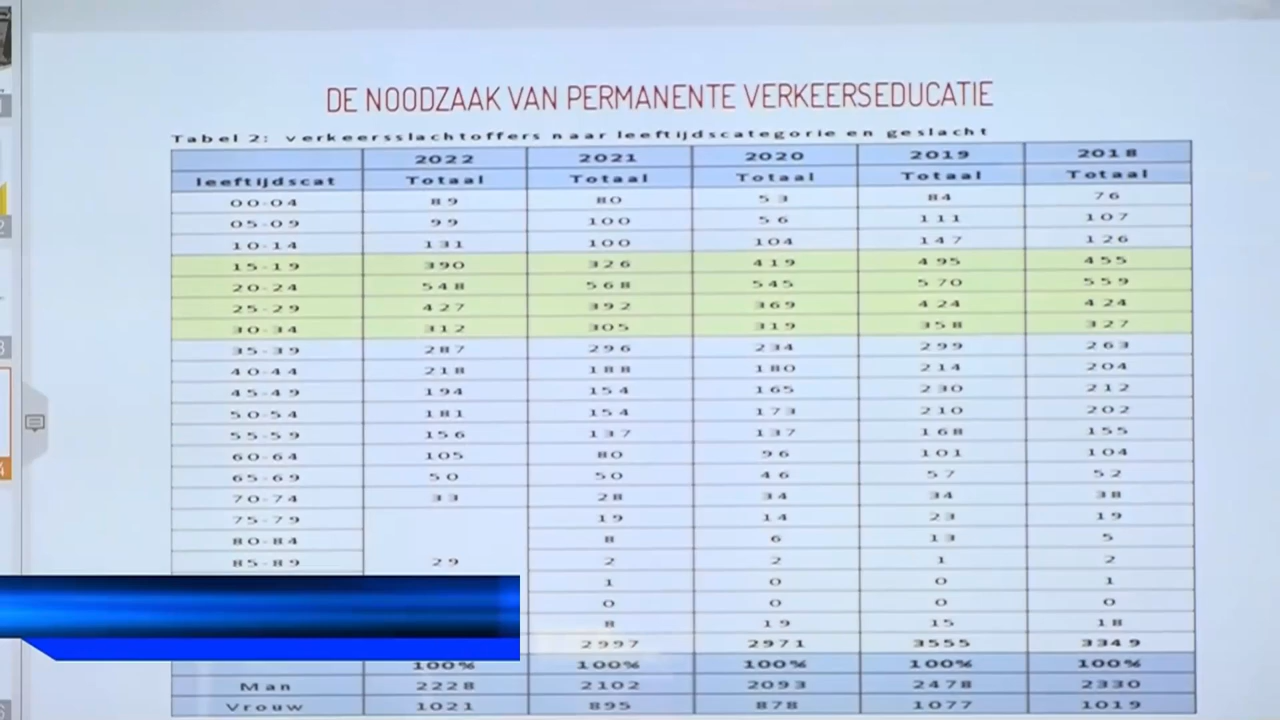 DE NOODZAAK VAN PERMANENTE VERKEERSEDUCATIE
Tabel 2: verkeersslachtoffers naar leeftijdscategorie en geslacht
2022 2021 2020 2019 2018
leeftijdscat Totaal Totaal Totaal Totaal Totaal
00-04 89 80 53 84 76
05-09 99 100 56 111 107
10-14 131 100 104 147 126
15-19 390 326 419 495 455
20-24 548 568 545 570 559
25-29 427 392 369 424 424
30-34 312 305 319 358 327
35-39 287 296 234 299 263
40-44 218 188 180 214 204
45-49 194 154 165 230 212
50-54 181 154 173 210 202
55-59 156 137 137 168 155
60-64 105 80 96 101 104
65-69 50 50 46 57 52
70-74 33 28 34 34 38
75-79 19 14 23 19
80-84 8 6 13 5
85-89 29 2 2 1 2
1 0 0 1
0 0 0 0
8 19 15 18
2997 2971 3555 3349
100% 100% 100% 100% 100%
Man 2228 2102 2093 2478 2330
Vrouw 1021 895 878 1077 1019